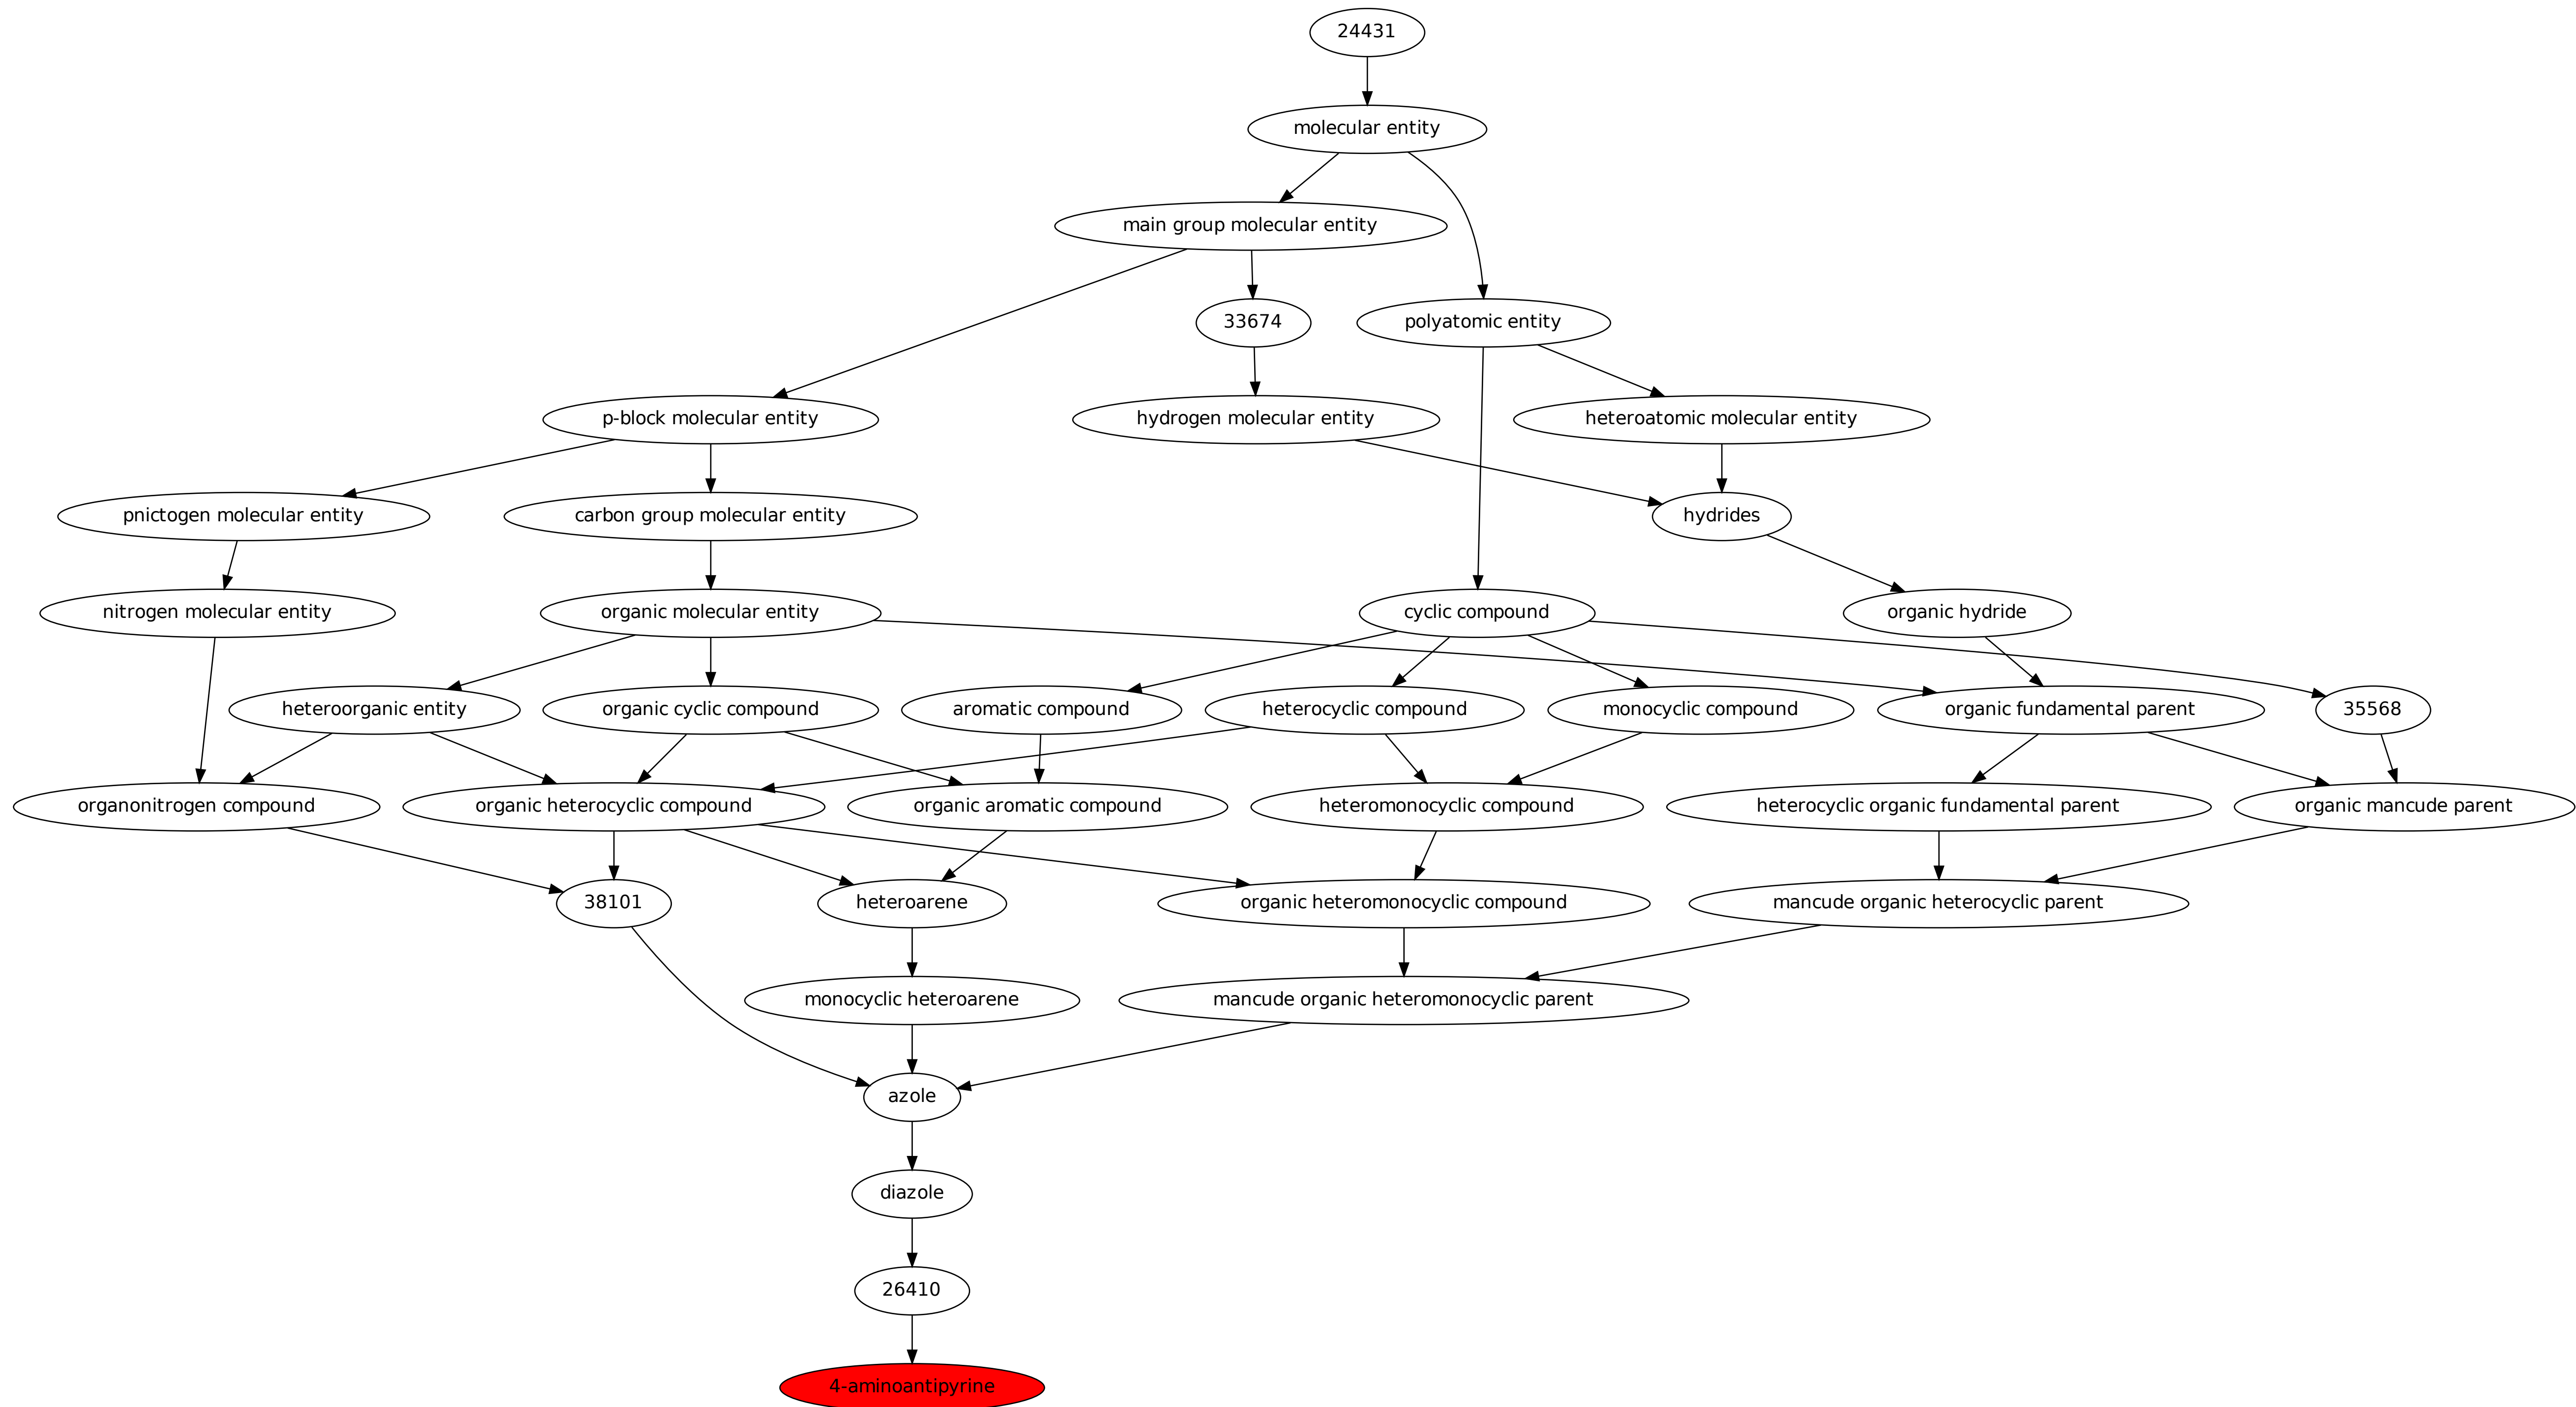 24431
molecular entity
main group molecular entity
33674
polyatomic entity
p-block molecular entity
hydrogen molecular entity
heteroatomic molecular entity
pnictogen molecular entity
carbon group molecular entity
hydrides
nitrogen molecular entity
organic molecular entity
cyclic compound
organic hydride
heteroorganic entity
organic cyclic compound
aromatic compound
heterocyclic compound
monocyclic compound
organic fundamental parent
35568
organonitrogen compound
organic heterocyclic compound
organic aromatic compound
heteromonocyclic compound
heterocyclic organic fundamental parent
organic mancude parent
38101
heteroarene
organic heteromonocyclic compound
mancude organic heterocyclic parent
monocyclic heteroarene
mancude organic heteromonocyclic parent
azole
diazole
26410
4-aminoantipyrine